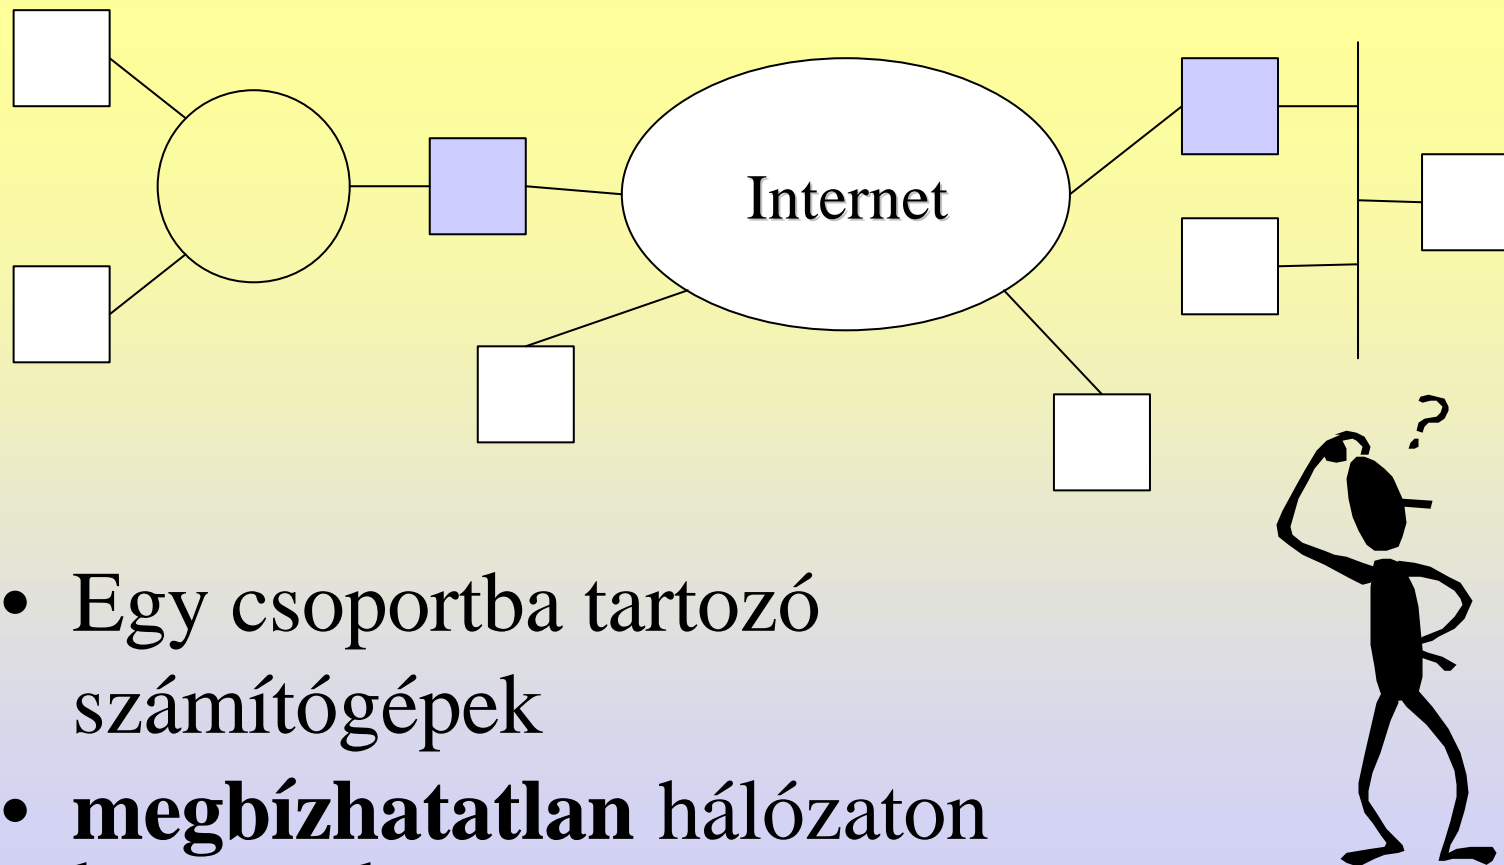 Internet
?
• Egy csoportba tartozó
számítógépek
• megbízhatatlan hálózaton